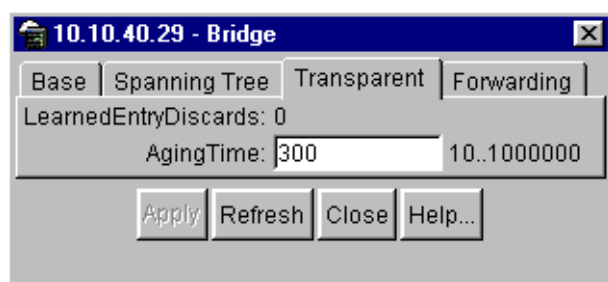 10.10.40.29 - Bridge
Base Spanning Tree Transparent Forwarding
LearnedEntryDiscards: 0
AgingTime: 300 10..1000000
Apply Refresh Close Help...